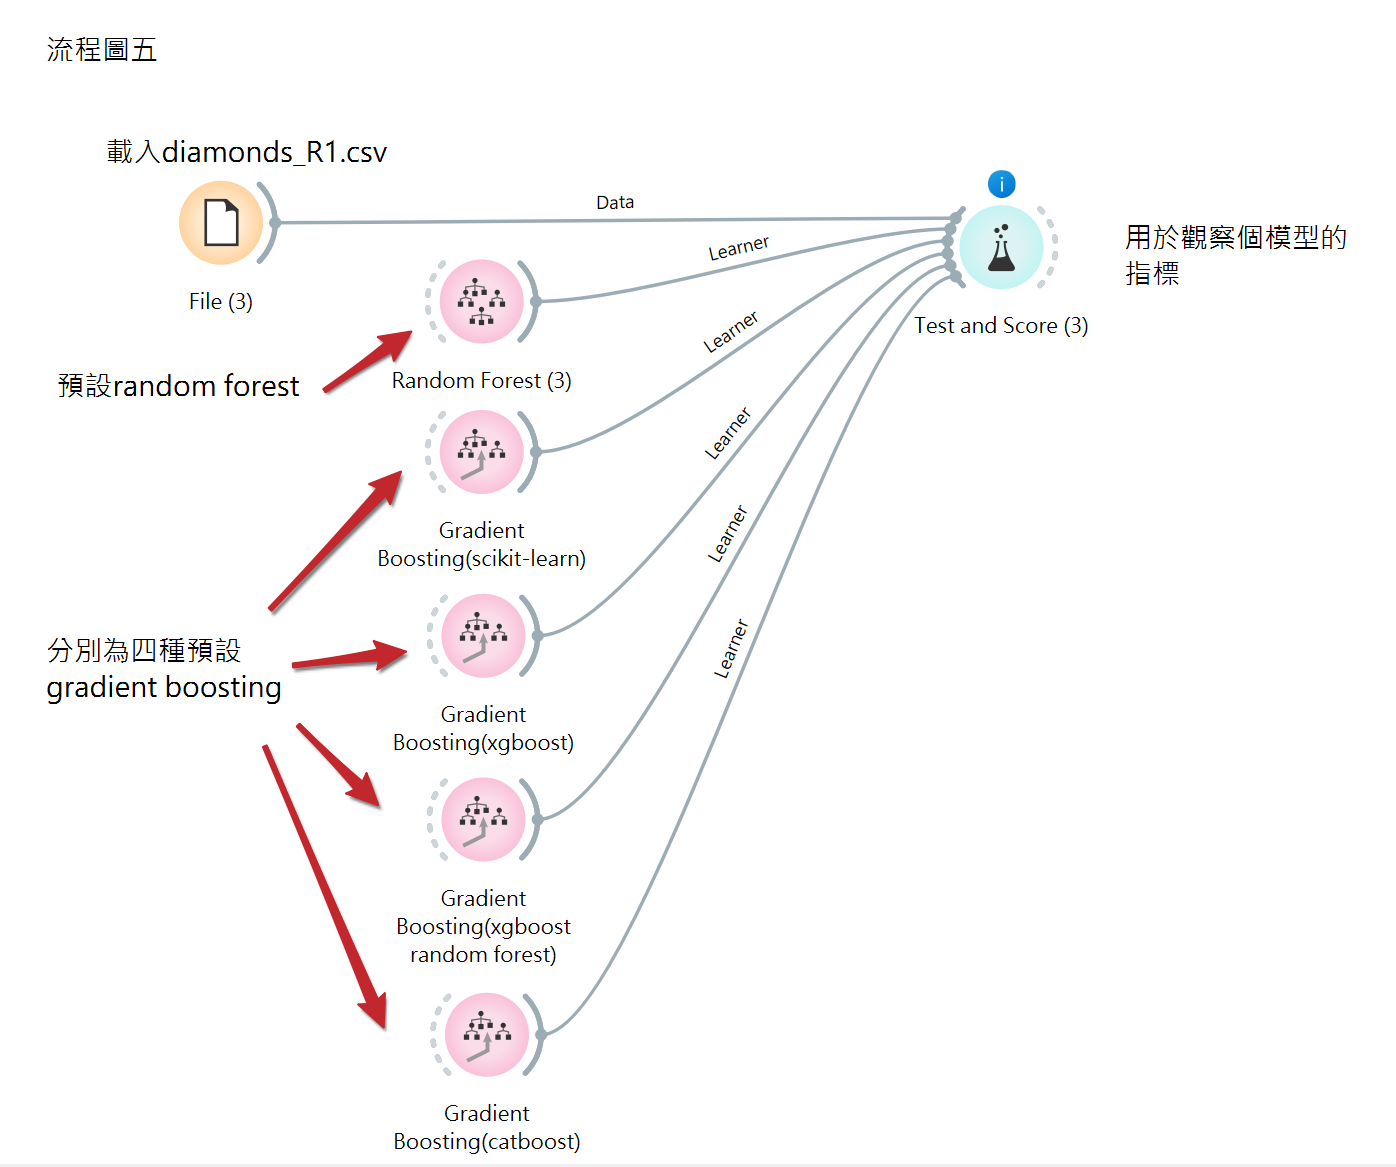 流程圖五
載入diamonds_R1.csv
Data
i
Learner
用於觀察個模型的
指標
File (3)
Test and Score (3)
Learner
預設random forest
Random Forest (3)
Learner
Gradient
Boosting(scikit-learn)
Learner
分別為四種預設
gradient boosting
Learner
Gradient
Boosting(xgboost)
Gradient
Boosting(xgboost
random forest)
Gradient
Boosting(catboost)